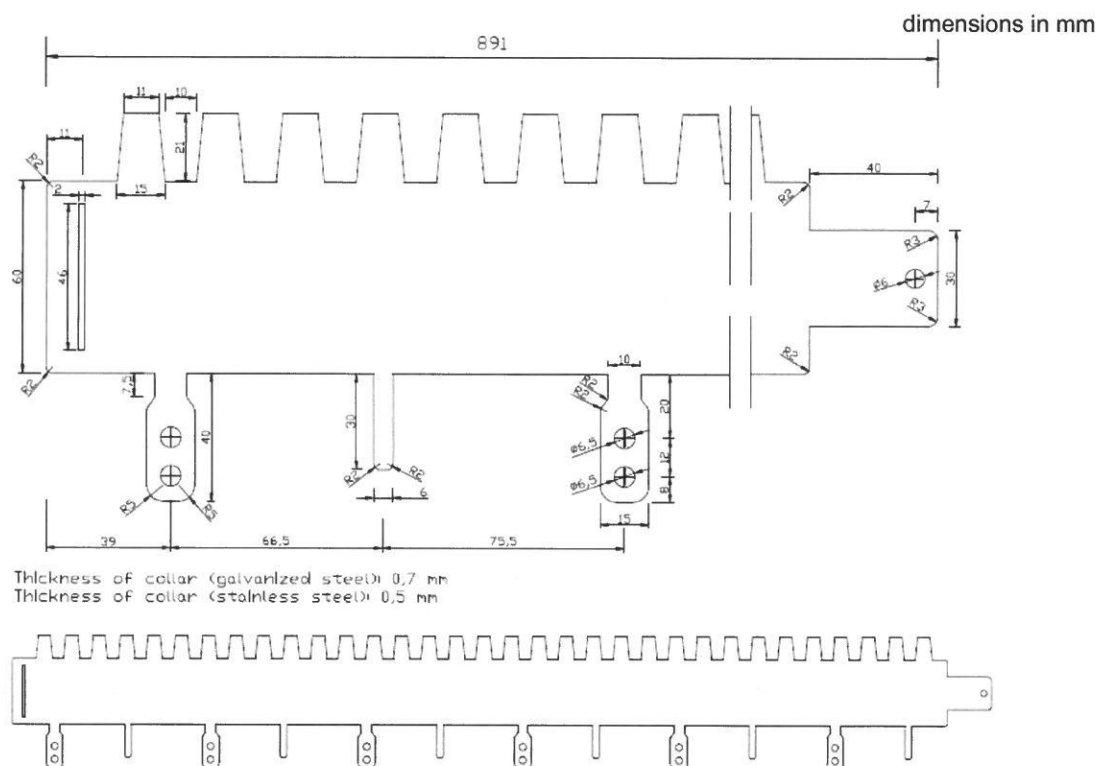 dimensions in mm
891
11
10
11
21
R2
2
15
40
R2
7
60
46
R3
Ø6
30
R3
R2
7,5
10
R2
R2
R2
40
30
20
Ø6,5
12
R2
R2
Ø6,5
8
R5
R5
6
15
39
66,5
75,5
Thickness of collar (galvanized steel): 0,7 mm
Thickness of collar (stainless steel): 0,5 mm